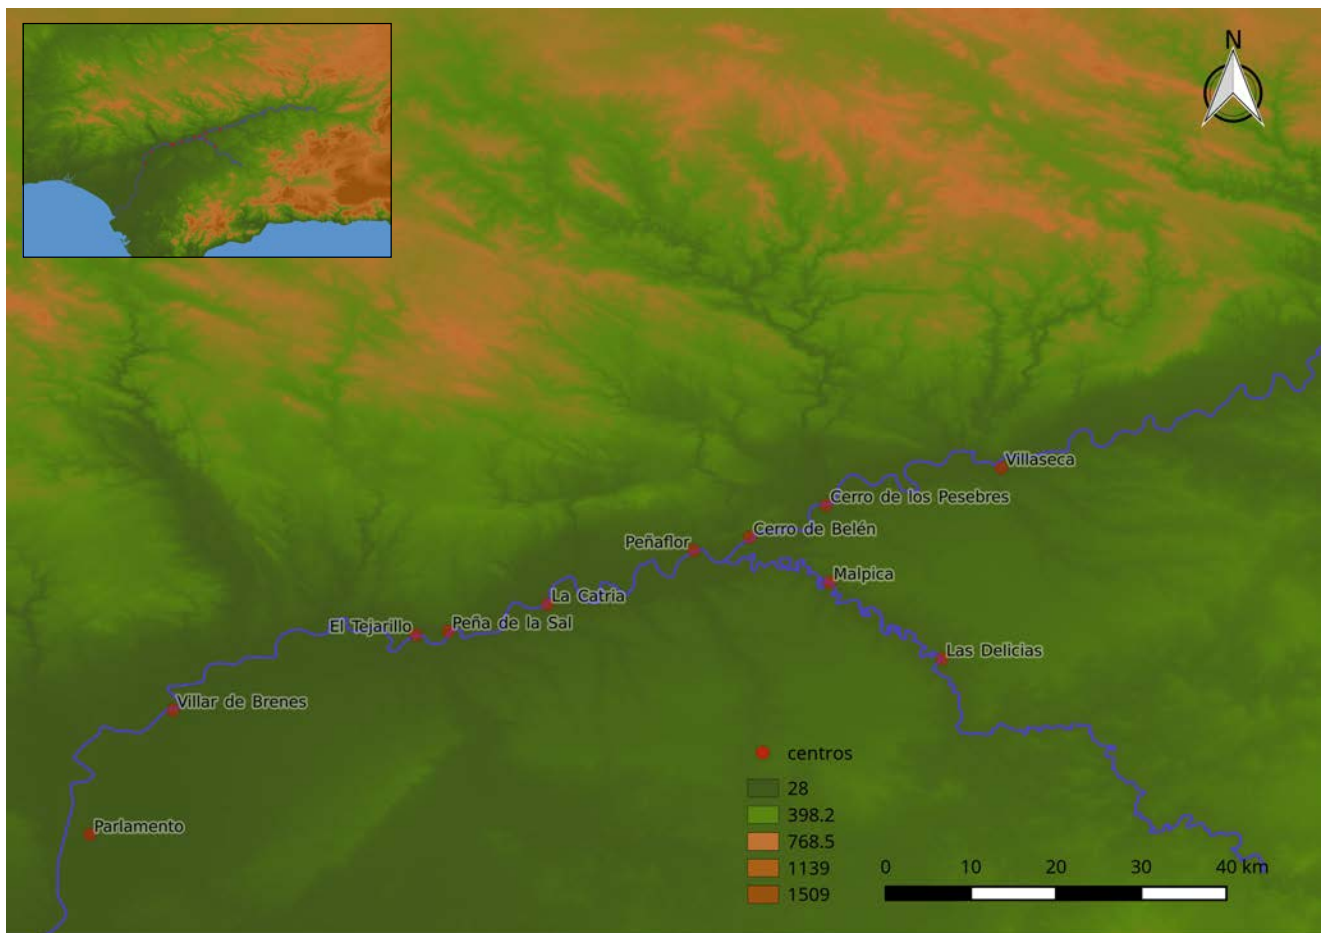 N
Villaseca
Cerro de los Pesebres
Cerro de Belén
Peñaflor
Malpica
La Catria
El Tejarillo
Peña de la Sal
Las Delicias
Villar de Brenes
Parlamento
centros
28
398.2
768.5
1139
1509
0 10 20 30 40 km